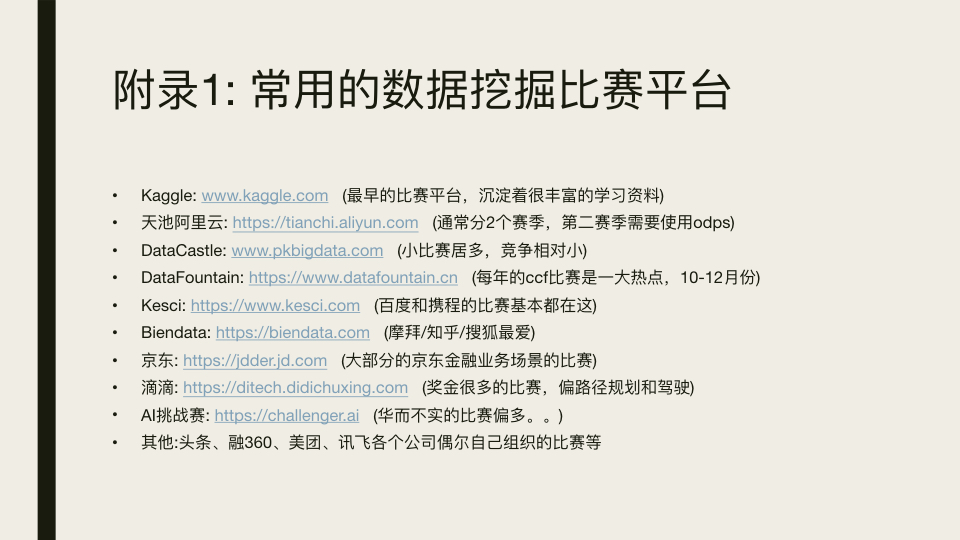 附录1: 常用的数据挖掘比赛平台
• Kaggle: www.kaggle.com (最早的比赛平台，沉淀着很丰富的学习资料)
• 天池阿里云: https://tianchi.aliyun.com (通常分2个赛季，第二赛季需要使用odps)
• DataCastle: www.pkbigdata.com (小比赛居多，竞争相对小)
• DataFountain: https://www.datafountain.cn (每年的ccf比赛是一大热点，10-12月份)
• Kesci: https://www.kesci.com (百度和携程的比赛基本都在这)
• Biendata: https://biendata.com (摩拜/知乎/搜狐最爱)
• 京东: https://jdder.jd.com (大部分的京东金融业务场景的比赛)
• 滴滴: https://ditech.didichuxing.com (奖金很多的比赛，偏路径规划和驾驶)
• AI挑战赛: https://challenger.ai (华而不实的比赛偏多。。)
• 其他:头条、融360、美团、讯飞各个公司偶尔自己组织的比赛等